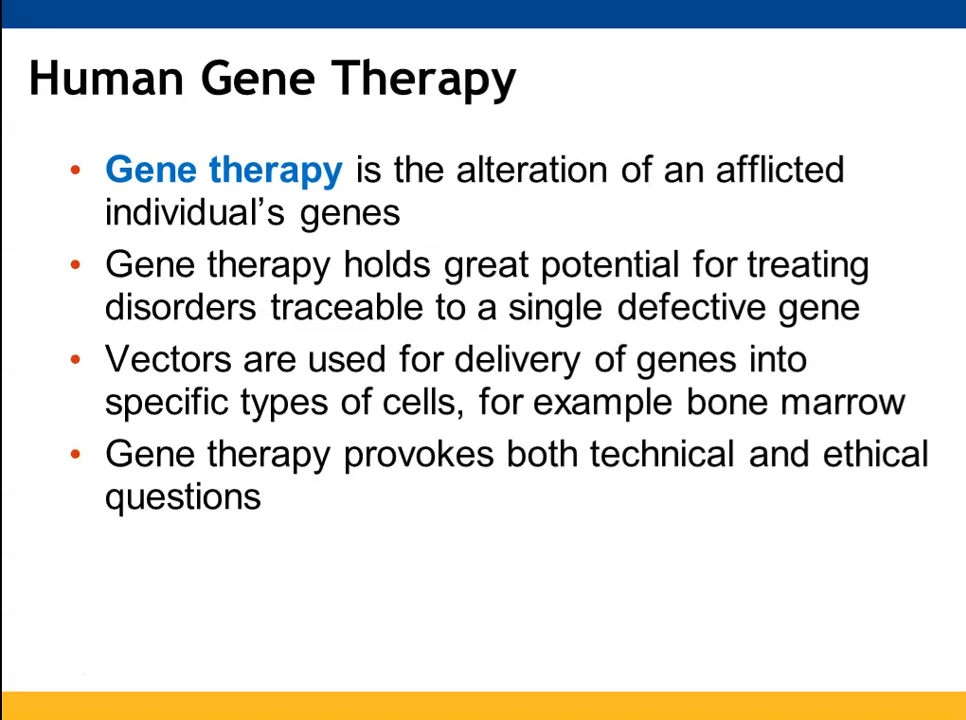 Human Gene Therapy
• Gene therapy is the alteration of an afflicted
individual’s genes
• Gene therapy holds great potential for treating
disorders traceable to a single defective gene
• Vectors are used for delivery of genes into
specific types of cells, for example bone marrow
• Gene therapy provokes both technical and ethical
questions